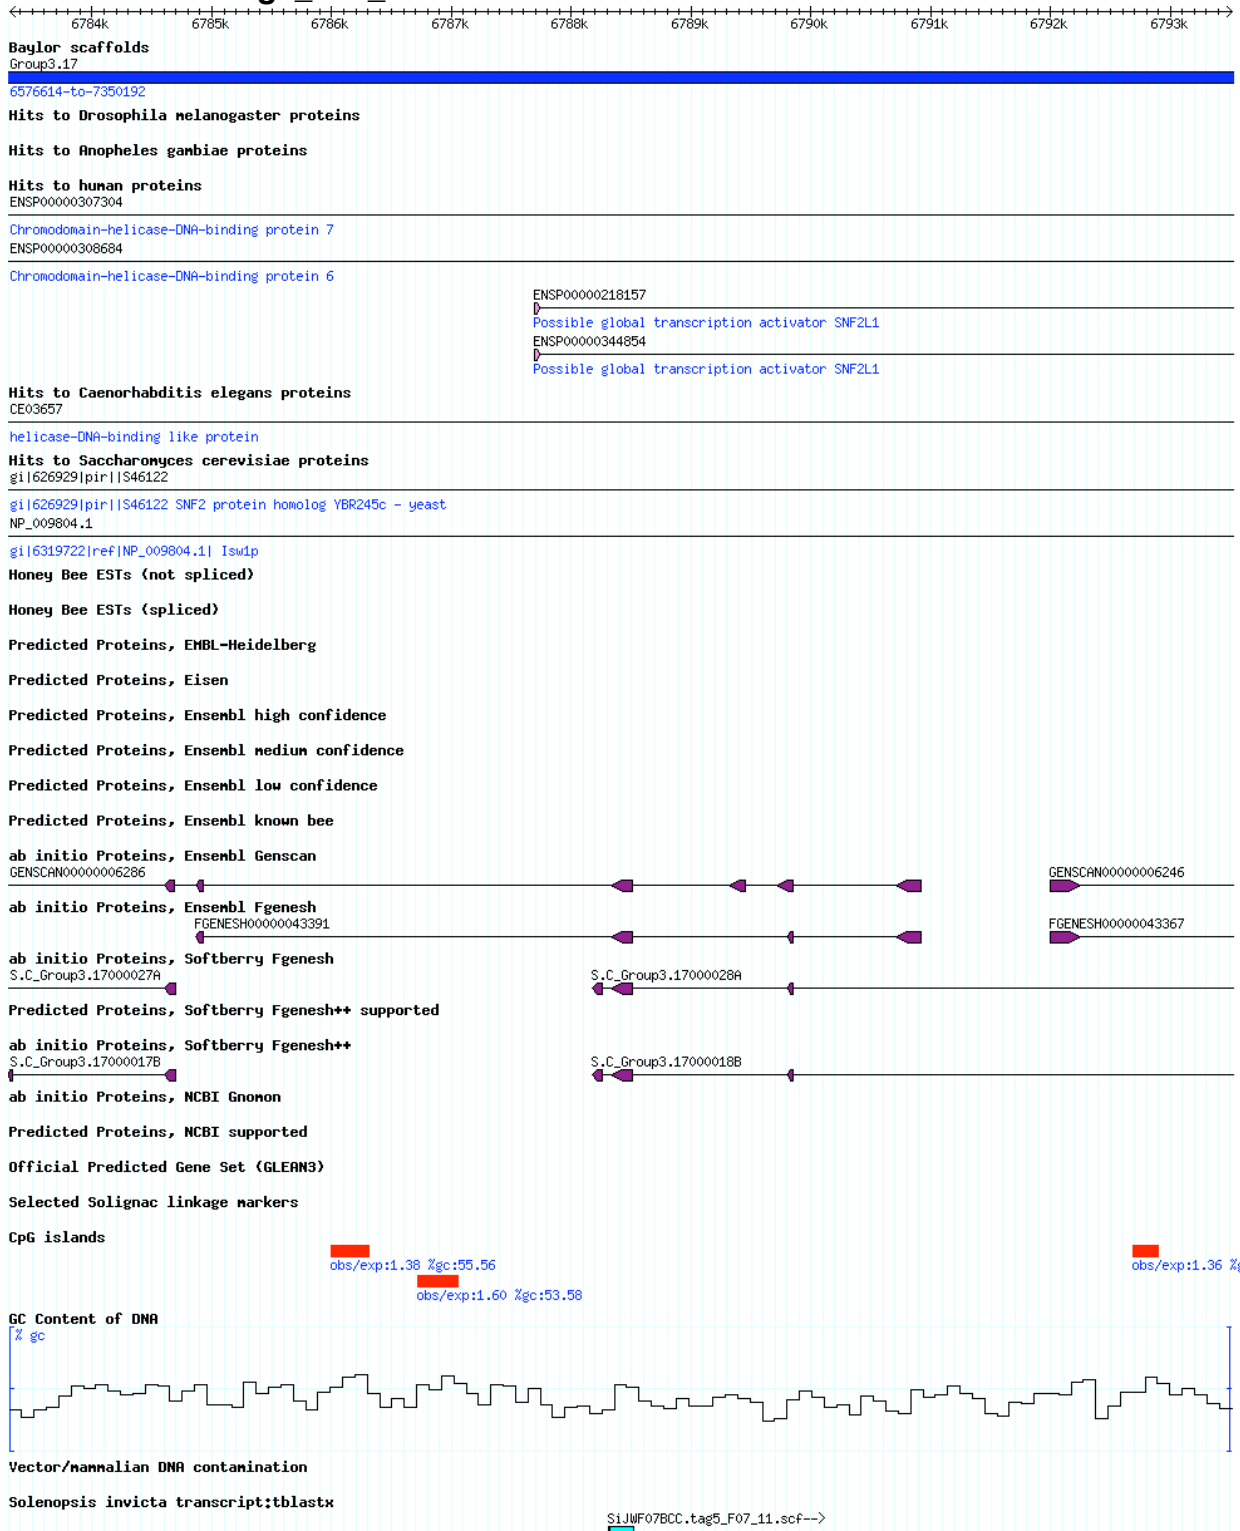 6784k 6785k 6786k 6787k 6788k 6789k 6790k 6791k 6792k 6793k
Baylor scaffolds
Group3.17
6576614-to-7350192
Hits to Drosophila melanogaster proteins
Hits to Anopheles gambiae proteins
Hits to human proteins
ENSP00000307304
Chromodomain-helicase-DNA-binding protein 7
ENSP00000308684
Chromodomain-helicase-DNA-binding protein 6
ENSP00000218157
Possible global transcription activator SNF2L1
ENSP00000344854
Possible global transcription activator SNF2L1
Hits to Caenorhabditis elegans proteins
CE03657
helicase-DNA-binding like protein
Hits to Saccharomyces cerevisiae proteins
gi|626929|pir||S46122
gi|626929|pir||S46122 SNF2 protein homolog YBR245c - yeast
NP_009804.1
gi|6319722|ref|NP_009804.1| Isw1p
Honey Bee ESTs (not spliced)
Honey Bee ESTs (spliced)
Predicted Proteins, EMBL-Heidelberg
Predicted Proteins, Eisen
Predicted Proteins, Ensembl high confidence
Predicted Proteins, Ensembl medium confidence
Predicted Proteins, Ensembl low confidence
Predicted Proteins, Ensembl known bee
ab initio Proteins, Ensembl Genscan
GENSCAN00000006286 GENSCAN00000006246
ab initio Proteins, Ensembl Fgenesh
FGENESH00000043391 FGENESH00000043367
ab initio Proteins, Softberry Fgenesh
S.C_Group3.17000027A S.C_Group3.17000028A
Predicted Proteins, Softberry Fgenesh++ supported
ab initio Proteins, Softberry Fgenesh++
S.C_Group3.17000017B S.C_Group3.17000018B
ab initio Proteins, NCBI Gnomon
Predicted Proteins, NCBI supported
Official Predicted Gene Set (GLEAN3)
Selected Solignac linkage markers
CpG islands
obs/exp:1.38 %gc:55.56 obs/exp:1.36 %g
obs/exp:1.60 %gc:53.58
GC Content of DNA
% gc
Vector/mammalian DNA contamination
Solenopsis invicta transcript:tblastx
SiJWF07BCC.tag5_F07_11.scf-->